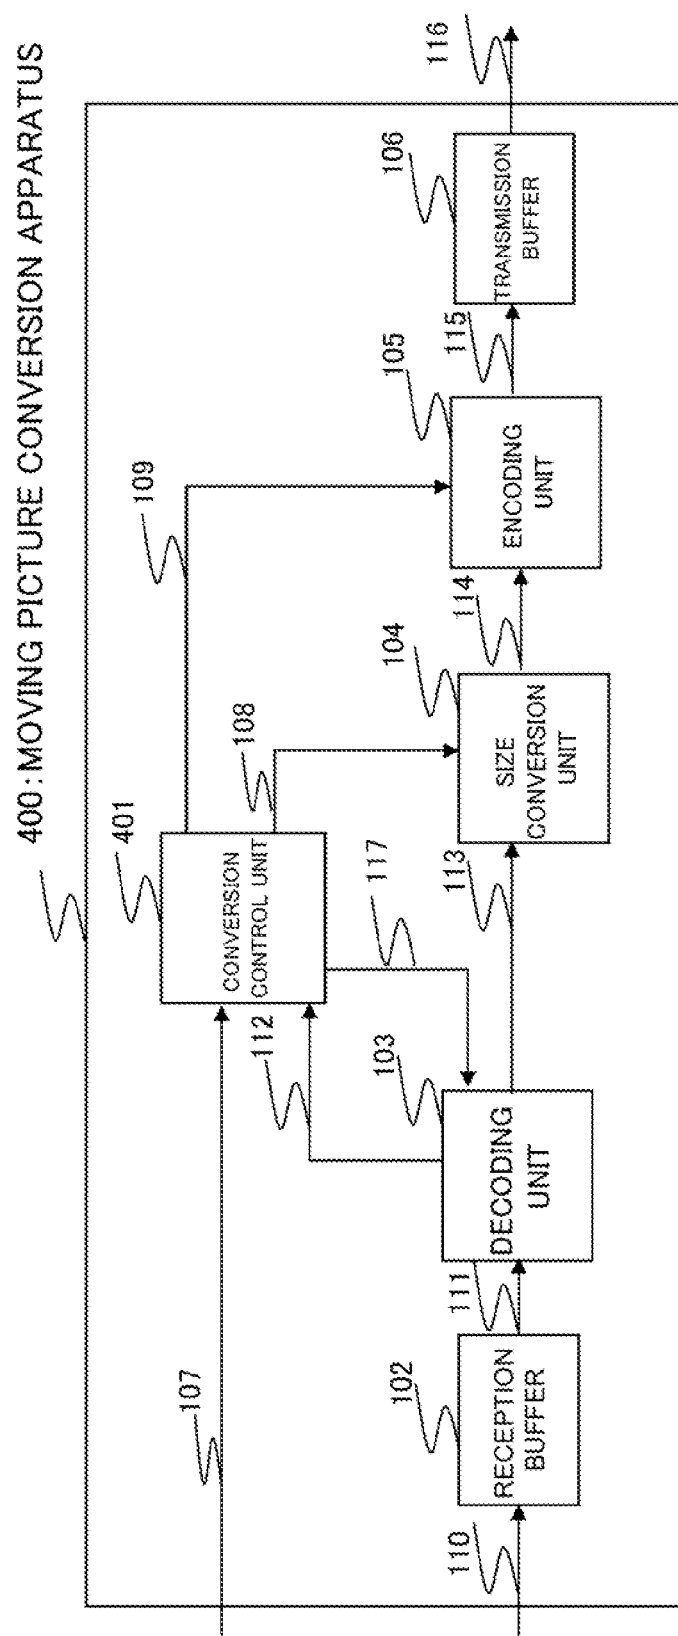 400:MOVING PICTURE CONVERSION APPARATUS
107
112
401
CONVERSION
CONTROL UNIT
117
108
109
110
102
RECEPTION
BUFFER
111
103
DECODING
UNIT
113
104
SIZE
CONVERSION
UNIT
114
105
ENCODING
UNIT
115
106
TRANSMISSION
BUFFER
116